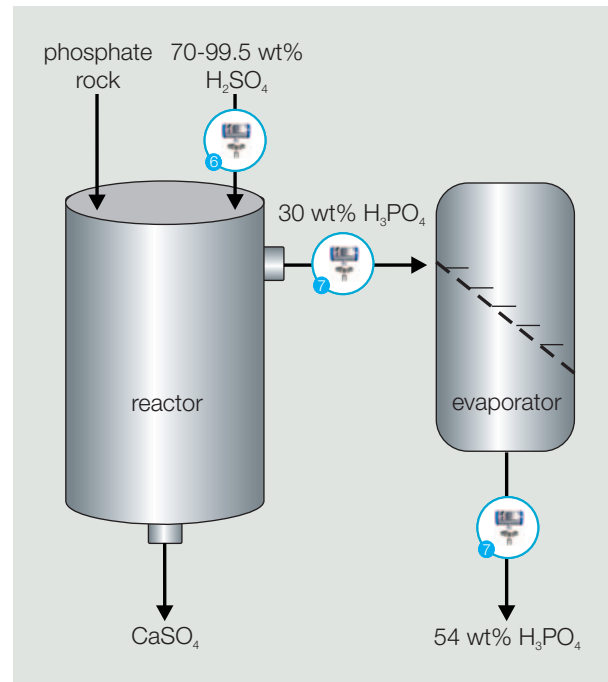 phosphate
rock
70-99.5 wt%
H₂SO₄
6
30 wt% H₃PO₄
7
reactor
evaporator
7
CaSO₄
54 wt% H₃PO₄